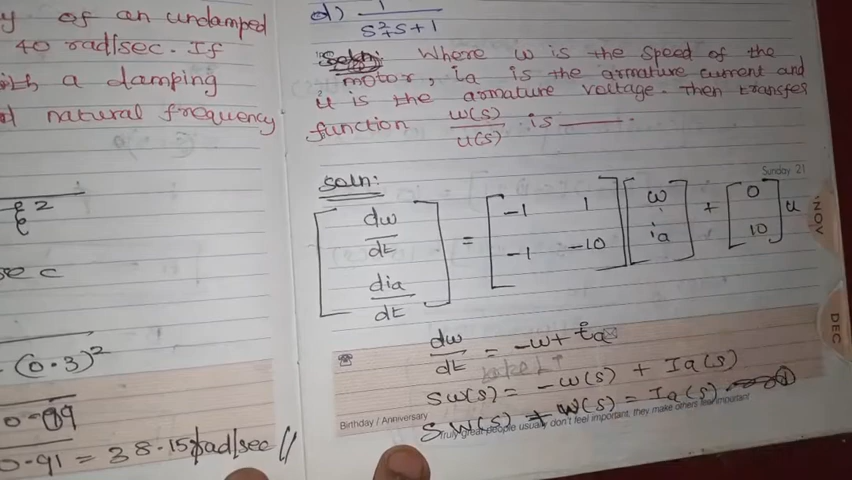 y of an undamped
40 rad/sec. If
ith a damping
d natural frequency
ξ²
sec
- (0.3)²
0.91 = 38.15 rad/sec //
d) 1
s²+s+1
Where ω is the speed of the
motor, ia is the armature current and
u is the armature voltage. Then transfer
function ω(s)/u(s) is ———.
Sunday 21
NOV
DEC
Soln:
[dω/dt; dia/dt] = [-1 1; -1 -10] [ω; ia] + [0; 10] u
dω/dt = -ω + ia
sω(s) = -ω(s) + Ia(s)
sω(s) + ω(s) = Ia(s)
Birthday / Anniversary
Truly great people usually don't feel important, they make others feel important